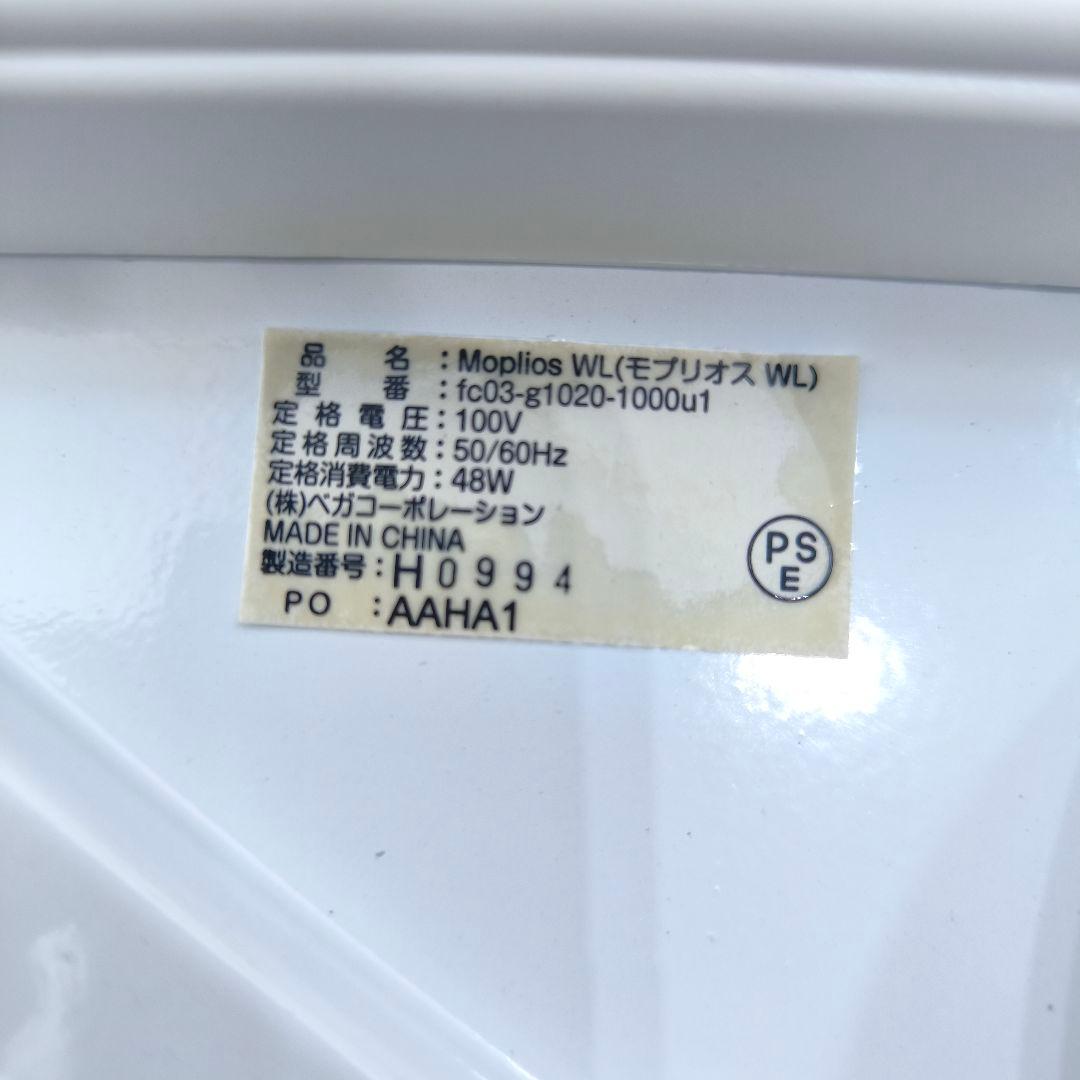 品 名:Moplios WL(モプリオス WL)
型 番:fc03-g1020-1000u1
定格電圧:100V
定格周波数:50/60Hz
定格消費電力:48W
(株)ベガコーポレーション
MADE IN CHINA
製造番号:H0994
PO :AAHA1
PS
E